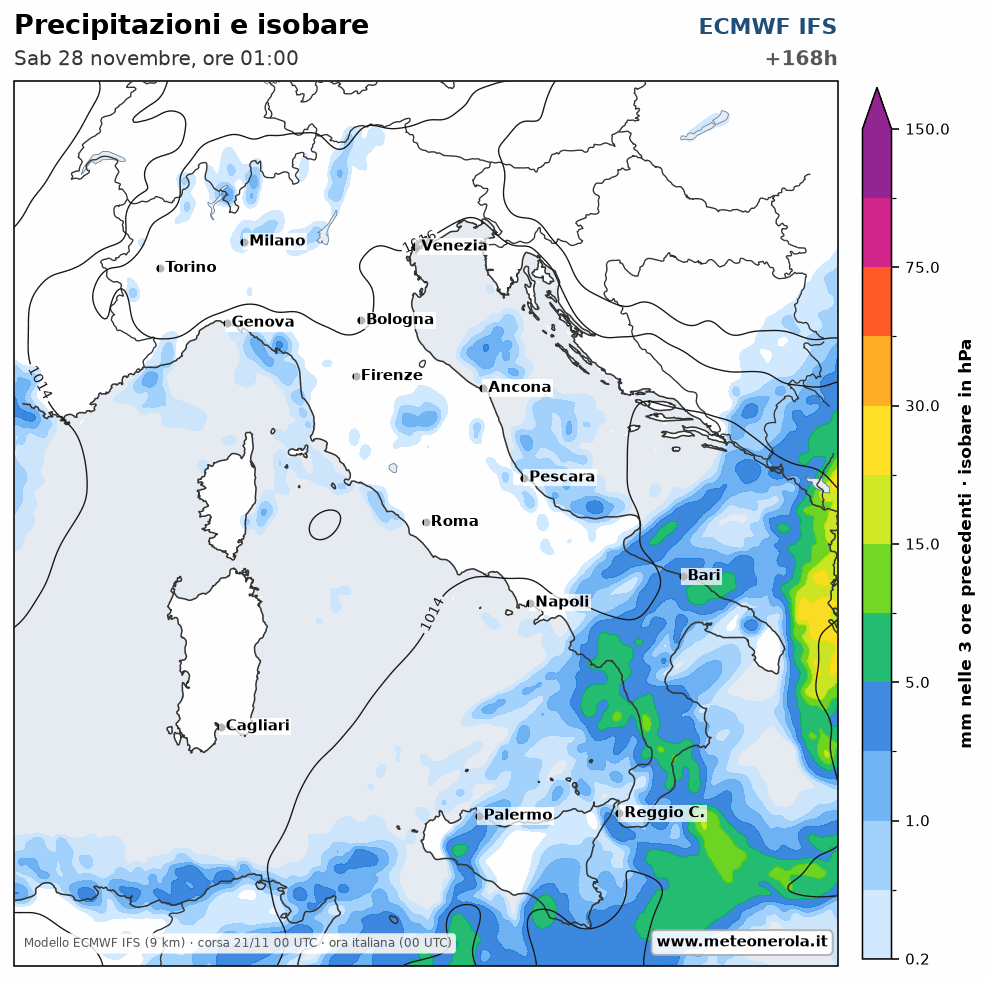 Precipitazioni e isobare
ECMWF IFS
Sab 28 novembre, ore 01:00
+168h
Milano
Torino
Venezia
Genova
Bologna
Firenze
Ancona
1014
Pescara
Roma
Bari
Napoli
1014
Cagliari
Palermo
Reggio C.
Modello ECMWF IFS (9 km) · corsa 21/11 00 UTC · ora italiana (00 UTC)
www.meteonerola.it
150.0
75.0
30.0
15.0
5.0
1.0
0.2
mm nelle 3 ore precedenti · isobare in hPa